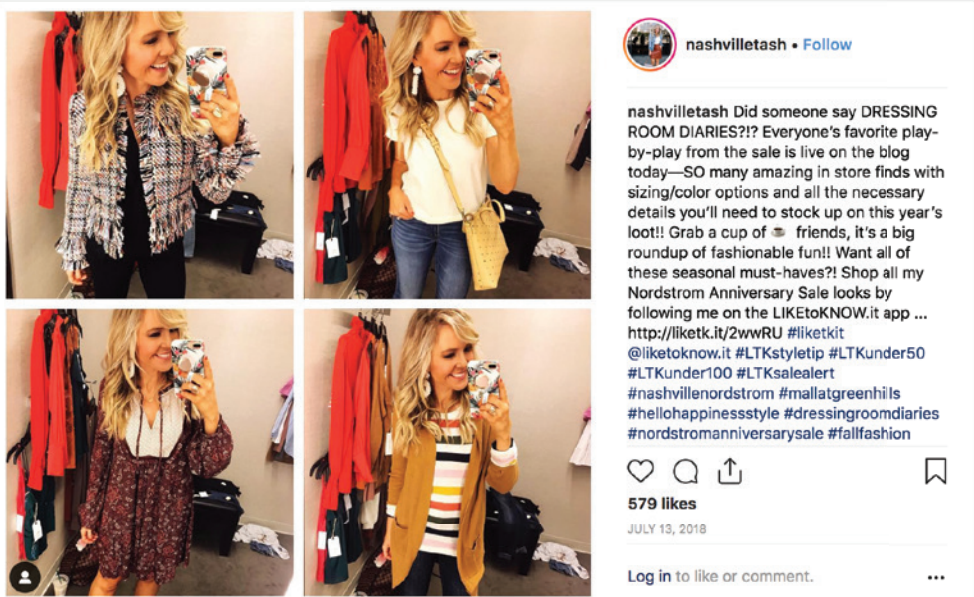 nashvilletash • Follow
nashvilletash Did someone say DRESSING
ROOM DIARIES?!? Everyone's favorite play-
by-play from the sale is live on the blog
today—SO many amazing in store finds with
sizing/color options and all the necessary
details you'll need to stock up on this year's
loot!! Grab a cup of ☕ friends, it's a big
roundup of fashionable fun!! Want all of
these seasonal must-haves?! Shop all my
Nordstrom Anniversary Sale looks by
following me on the LIKEtoKNOW.it app ...
http://liketk.it/2wwRU #liketkit
@liketoknow.it #LTKstyletip #LTKunder50
#LTKunder100 #LTKsalealert
#nashvillenordstrom #mallatgreenhills
#hellohappinessstyle #dressingroomdiaries
#nordstromanniversarysale #fallfashion
579 likes
JULY 13, 2018
Log in to like or comment.